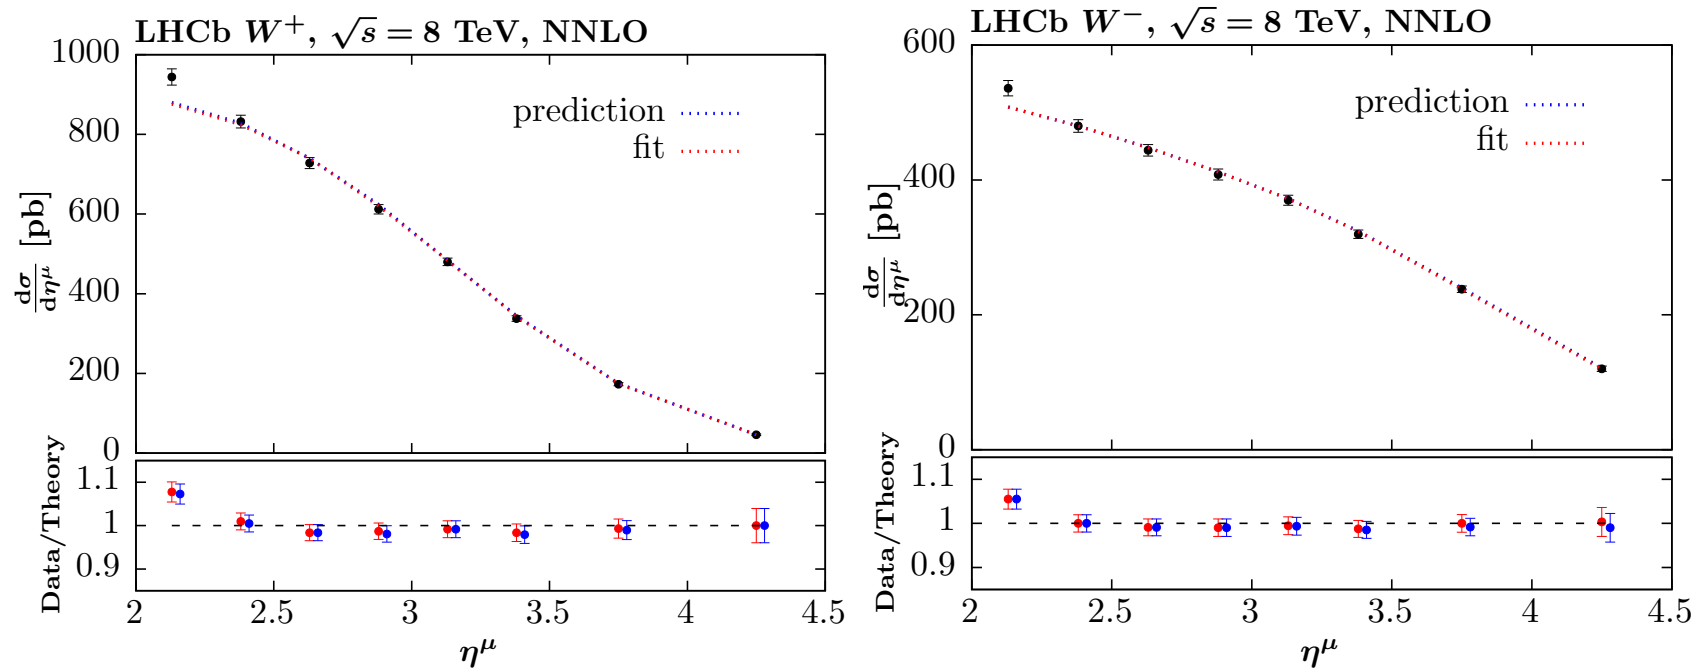 LHCb W⁺, √s = 8 TeV, NNLO
1000
800
600
400
200
0
dσ/dη^μ [pb]
prediction
fit
1.1
1
0.9
Data/Theory
2 2.5 3 3.5 4 4.5
η^μ
LHCb W⁻, √s = 8 TeV, NNLO
600
400
200
0
dσ/dη^μ [pb]
prediction
fit
1.1
1
0.9
Data/Theory
2 2.5 3 3.5 4 4.5
η^μ